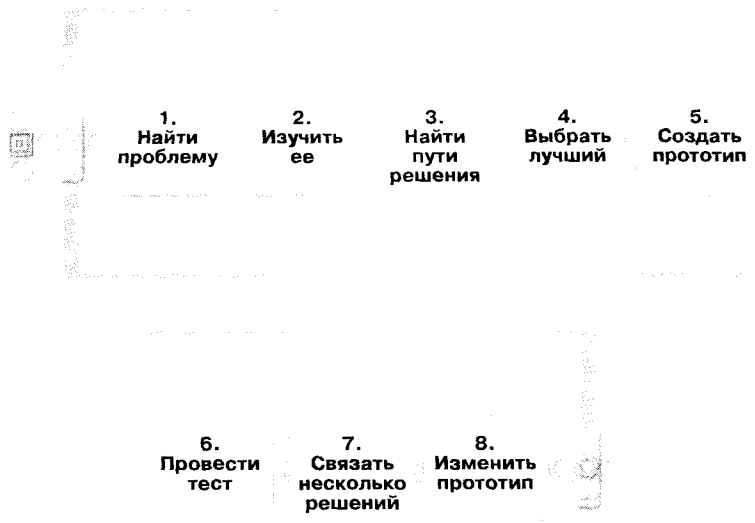 1.
Найти
проблему
2.
Изучить
ее
3.
Найти
пути
решения
4.
Выбрать
лучший
5.
Создать
прототип
6.
Провести
тест
7.
Связать
несколько
решений
8.
Изменить
прототип